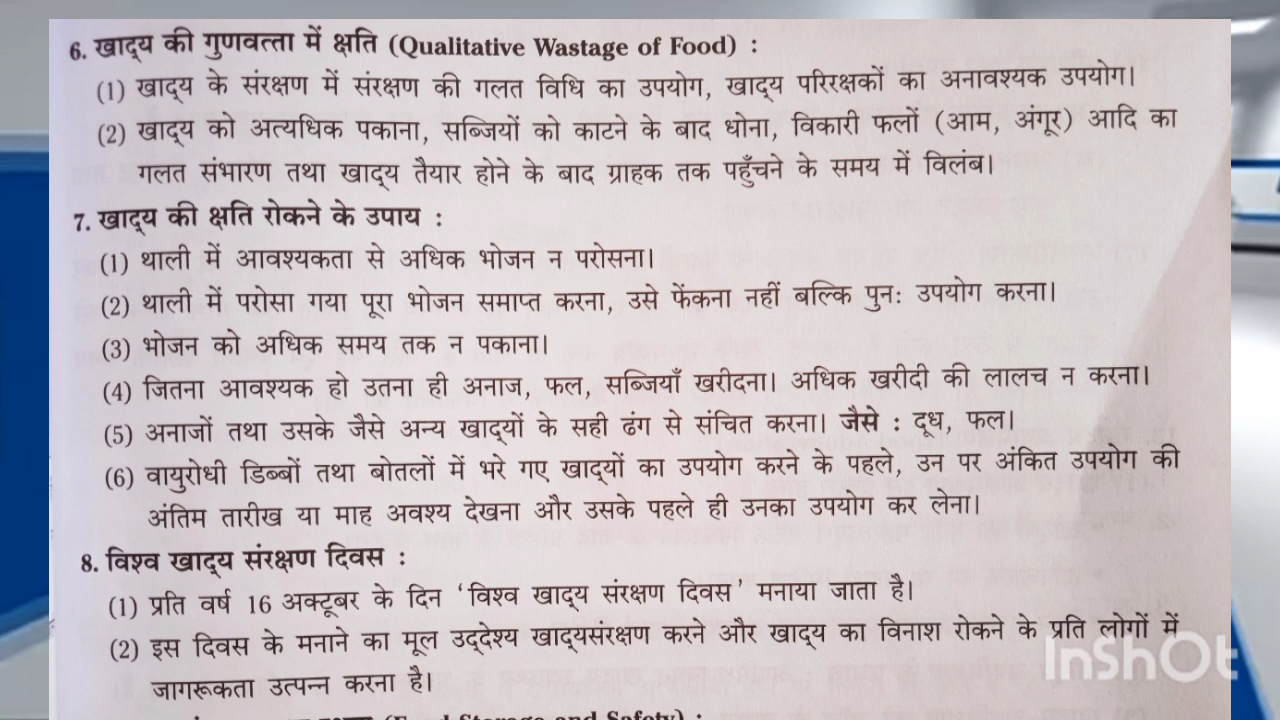 6. खाद्य की गुणवत्ता में क्षति (Qualitative Wastage of Food) :
(1) खाद्य के संरक्षण में संरक्षण की गलत विधि का उपयोग, खाद्य परिरक्षकों का अनावश्यक उपयोग।
(2) खाद्य को अत्यधिक पकाना, सब्जियों को काटने के बाद धोना, विकारी फलों (आम, अंगूर) आदि का
गलत संभारण तथा खाद्य तैयार होने के बाद ग्राहक तक पहुँचने के समय में विलंब।
7. खाद्य की क्षति रोकने के उपाय :
(1) थाली में आवश्यकता से अधिक भोजन न परोसना।
(2) थाली में परोसा गया पूरा भोजन समाप्त करना, उसे फेंकना नहीं बल्कि पुनः उपयोग करना।
(3) भोजन को अधिक समय तक न पकाना।
(4) जितना आवश्यक हो उतना ही अनाज, फल, सब्जियाँ खरीदना। अधिक खरीदी की लालच न करना।
(5) अनाजों तथा उसके जैसे अन्य खाद्यों के सही ढंग से संचित करना। जैसे : दूध, फल।
(6) वायुरोधी डिब्बों तथा बोतलों में भरे गए खाद्यों का उपयोग करने के पहले, उन पर अंकित उपयोग की
अंतिम तारीख या माह अवश्य देखना और उसके पहले ही उनका उपयोग कर लेना।
8. विश्व खाद्य संरक्षण दिवस :
(1) प्रति वर्ष 16 अक्टूबर के दिन 'विश्व खाद्य संरक्षण दिवस' मनाया जाता है।
(2) इस दिवस के मनाने का मूल उद्देश्य खाद्यसंरक्षण करने और खाद्य का विनाश रोकने के प्रति लोगों में
जागरूकता उत्पन्न करना है।
(Food Storage and Safety) :
InShOt